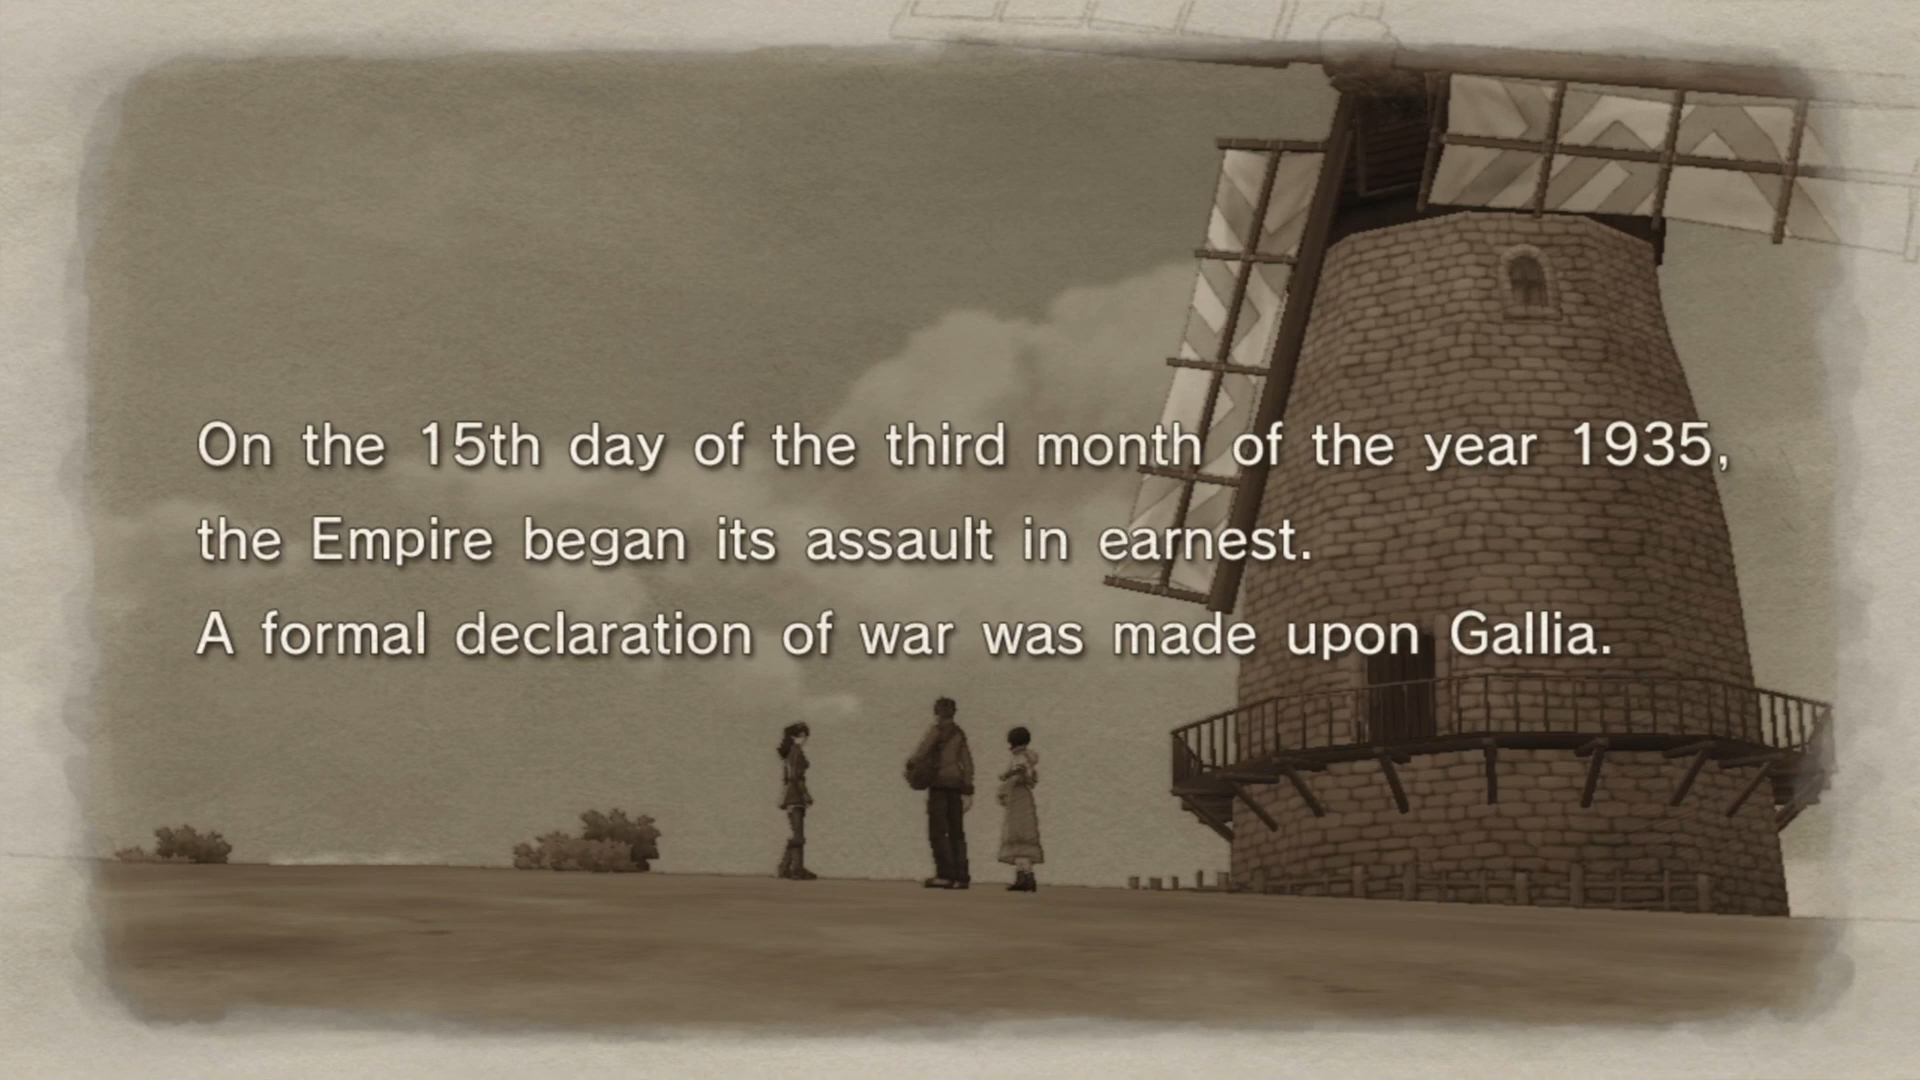 On the 15th day of the third month of the year 1935,
the Empire began its assault in earnest.
A formal declaration of war was made upon Gallia.